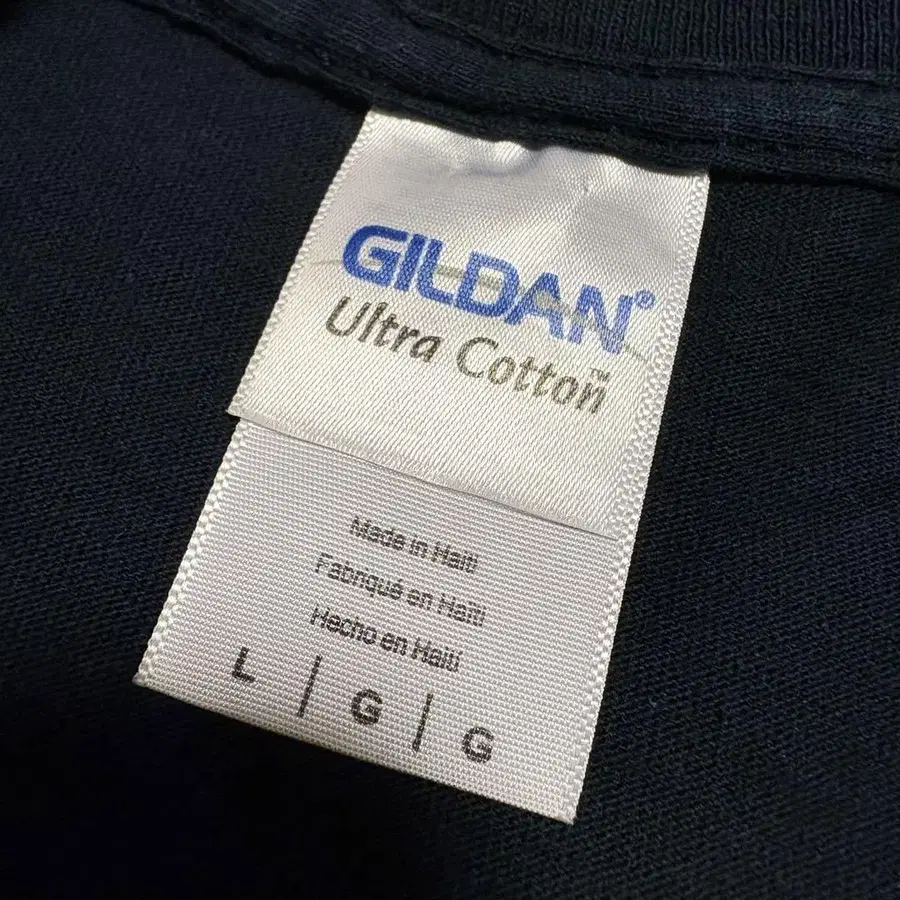 GILDAN®
Ultra Cotton™
Made in Haiti
Fabriqué en Haïti
Hecho en Haití
L | G | G